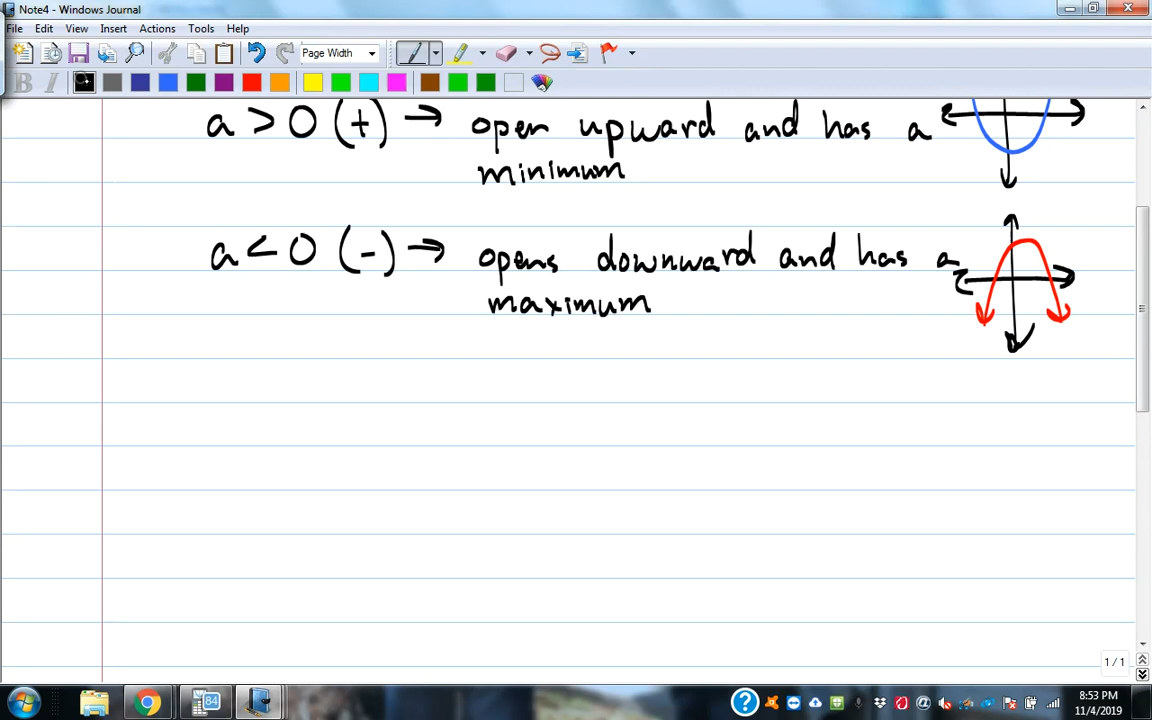 Note4 - Windows Journal
File Edit View Insert Actions Tools Help
Page Width
B I
a > 0 (+) → open upward and has a
minimum
a < 0 (-) → opens downward and has a
maximum
1 / 1
84
8:53 PM
11/4/2019